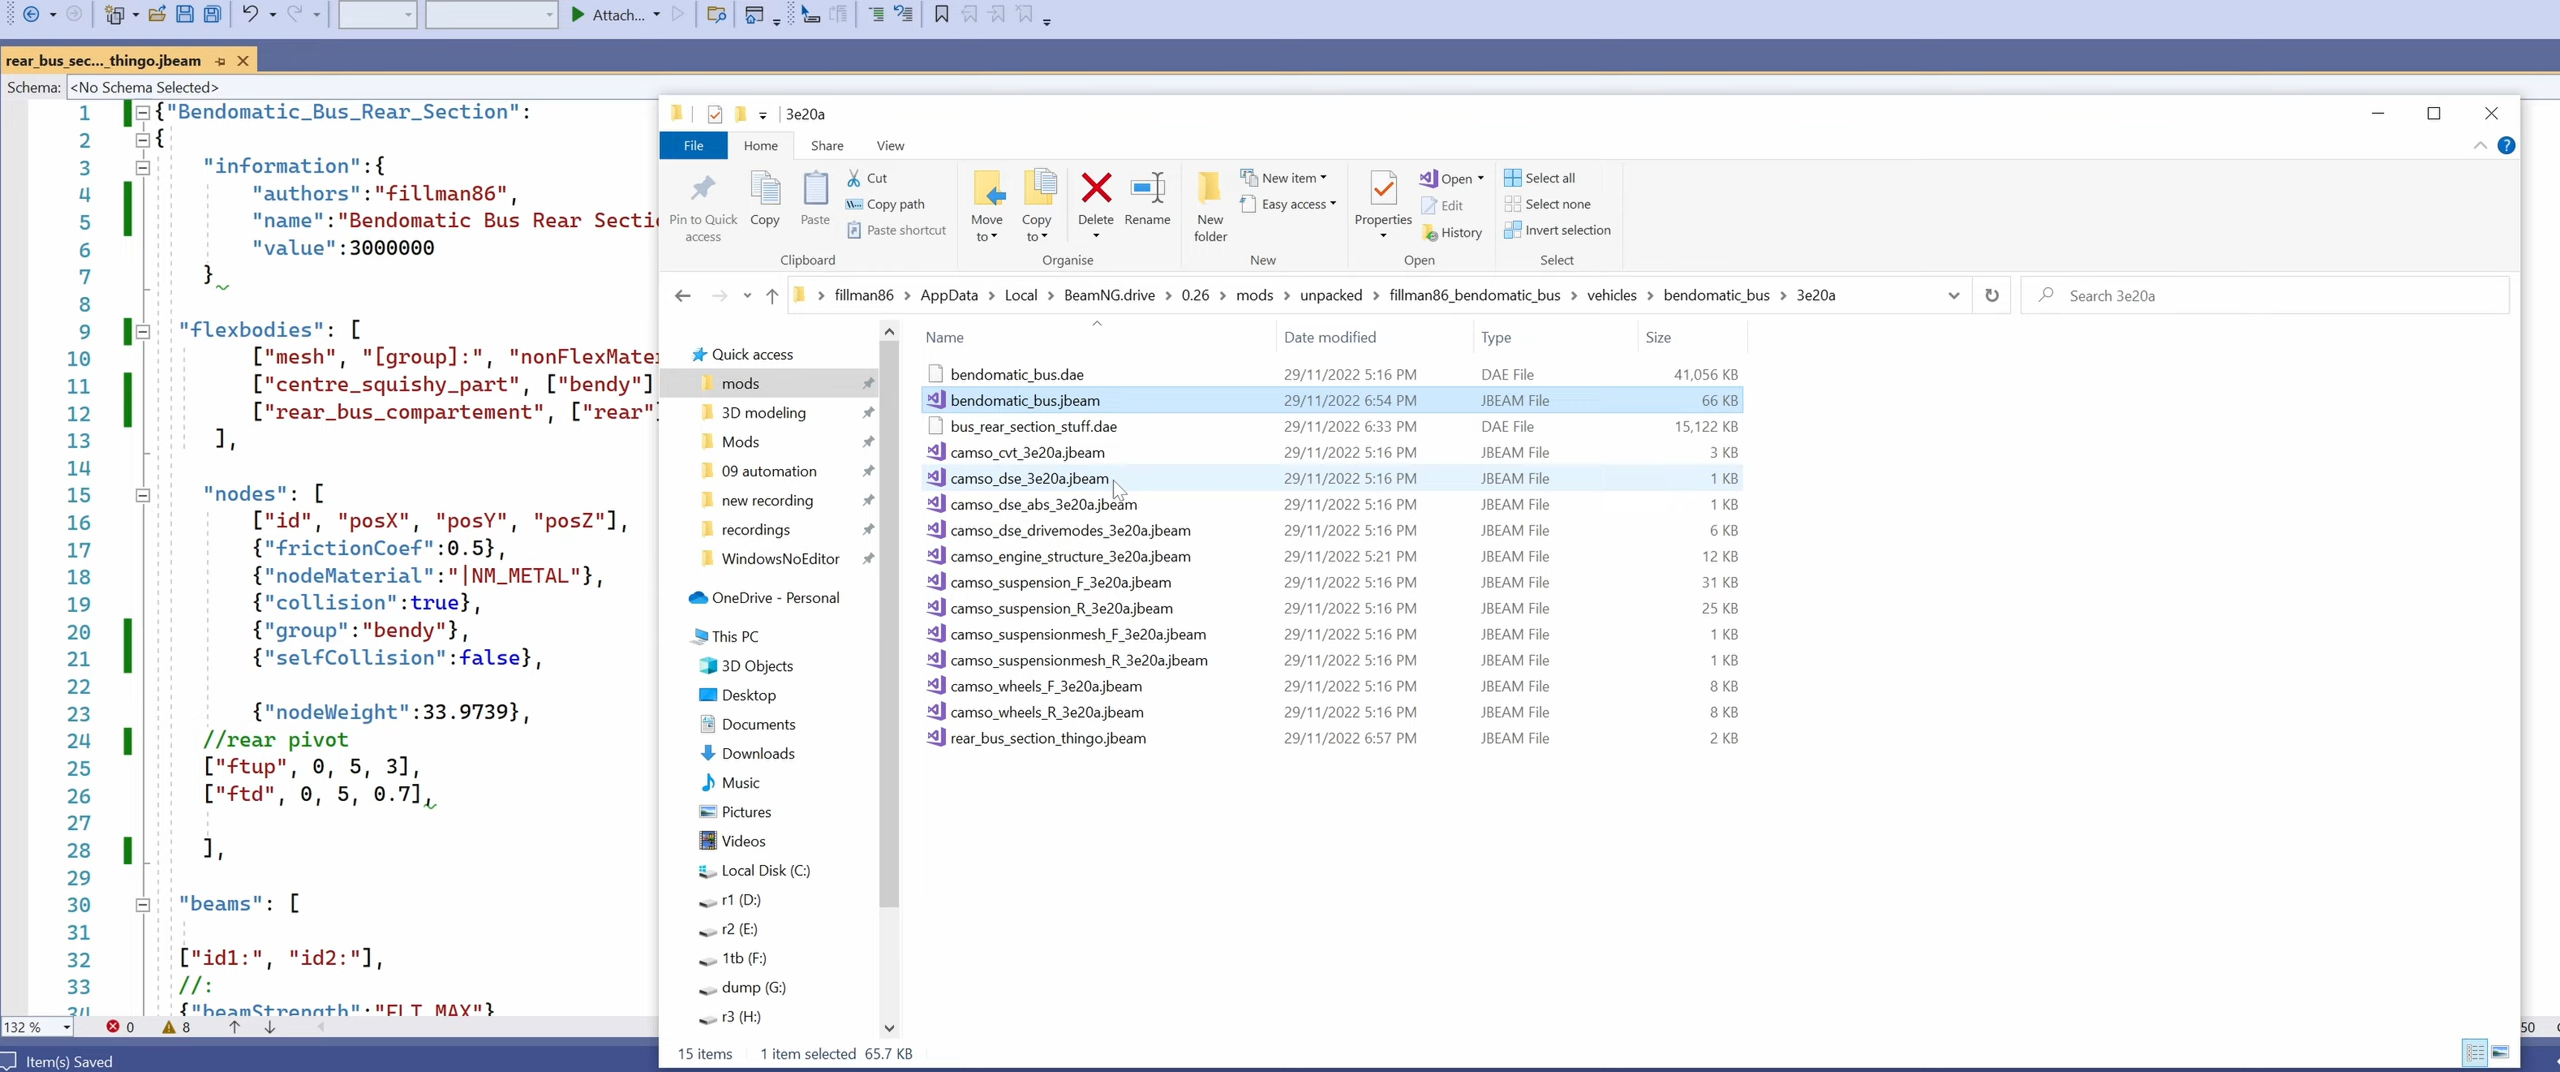 Attach...
rear_bus_sec..._thingo.jbeam
Schema: <No Schema Selected>
1 {"Bendomatic_Bus_Rear_Section":
2 {
3 "information":{
4 "authors":"fillman86",
5 "name":"Bendomatic Bus Rear Secti
6 "value":3000000
7 }
8
9 "flexbodies": [
10 ["mesh", "[group]:", "nonFlexMater
11 ["centre_squishy_part", ["bendy"]
12 ["rear_bus_compartement", ["rear"]
13 ],
14
15 "nodes": [
16 ["id", "posX", "posY", "posZ"],
17 {"frictionCoef":0.5},
18 {"nodeMaterial":"|NM_METAL"},
19 {"collision":true},
20 {"group":"bendy"},
21 {"selfCollision":false},
22
23 {"nodeWeight":33.9739},
24 //rear pivot
25 ["ftup", 0, 5, 3],
26 ["ftd", 0, 5, 0.7],
27
28 ],
29
30 "beams": [
31
32 ["id1:", "id2:"],
33 //:
34 {"beamStrength":"FLT_MAX"}
132 % 0 8
Item(s) Saved
50
3e20a
File Home Share View
Pin to Quick access
Copy
Paste
Cut
Copy path
Paste shortcut
Clipboard
Move to
Copy to
Delete
Rename
Organise
New folder
New item
Easy access
New
Properties
Open
Edit
History
Open
Select all
Select none
Invert selection
Select
fillman86 > AppData > Local > BeamNG.drive > 0.26 > mods > unpacked > fillman86_bendomatic_bus > vehicles > bendomatic_bus > 3e20a
Search 3e20a
Quick access
mods
3D modeling
Mods
09 automation
new recording
recordings
WindowsNoEditor
OneDrive - Personal
This PC
3D Objects
Desktop
Documents
Downloads
Music
Pictures
Videos
Local Disk (C:)
r1 (D:)
r2 (E:)
1tb (F:)
dump (G:)
r3 (H:)
Name Date modified Type Size
bendomatic_bus.dae 29/11/2022 5:16 PM DAE File 41,056 KB
bendomatic_bus.jbeam 29/11/2022 6:54 PM JBEAM File 66 KB
bus_rear_section_stuff.dae 29/11/2022 6:33 PM DAE File 15,122 KB
camso_cvt_3e20a.jbeam 29/11/2022 5:16 PM JBEAM File 3 KB
camso_dse_3e20a.jbeam 29/11/2022 5:16 PM JBEAM File 1 KB
camso_dse_abs_3e20a.jbeam 29/11/2022 5:16 PM JBEAM File 1 KB
camso_dse_drivemodes_3e20a.jbeam 29/11/2022 5:16 PM JBEAM File 6 KB
camso_engine_structure_3e20a.jbeam 29/11/2022 5:21 PM JBEAM File 12 KB
camso_suspension_F_3e20a.jbeam 29/11/2022 5:16 PM JBEAM File 31 KB
camso_suspension_R_3e20a.jbeam 29/11/2022 5:16 PM JBEAM File 25 KB
camso_suspensionmesh_F_3e20a.jbeam 29/11/2022 5:16 PM JBEAM File 1 KB
camso_suspensionmesh_R_3e20a.jbeam 29/11/2022 5:16 PM JBEAM File 1 KB
camso_wheels_F_3e20a.jbeam 29/11/2022 5:16 PM JBEAM File 8 KB
camso_wheels_R_3e20a.jbeam 29/11/2022 5:16 PM JBEAM File 8 KB
rear_bus_section_thingo.jbeam 29/11/2022 6:57 PM JBEAM File 2 KB
15 items 1 item selected 65.7 KB